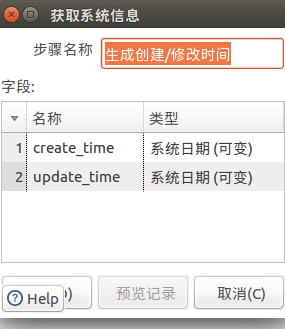 获取系统信息
步骤名称 生成创建/修改时间
字段:
名称 类型
1 create_time 系统日期 (可变)
2 update_time 系统日期 (可变)
Help 预览记录 取消(C)